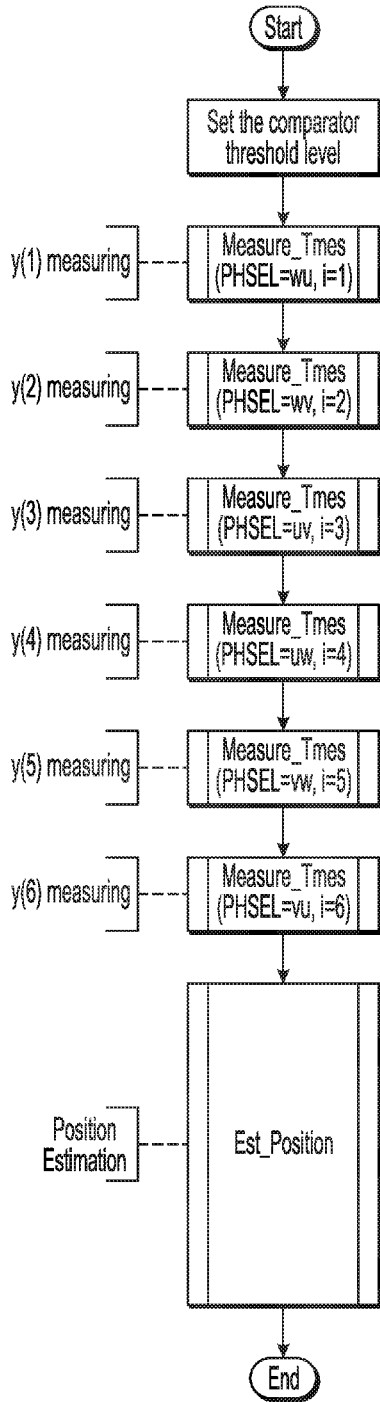 Start
Set the comparator
threshold level
y(1) measuring
Measure_Tmes
(PHSEL=wu, i=1)
y(2) measuring
Measure_Tmes
(PHSEL=wv, i=2)
y(3) measuring
Measure_Tmes
(PHSEL=uv, i=3)
y(4) measuring
Measure_Tmes
(PHSEL=uw, i=4)
y(5) measuring
Measure_Tmes
(PHSEL=vw, i=5)
y(6) measuring
Measure_Tmes
(PHSEL=vu, i=6)
Position
Estimation
Est_Position
End